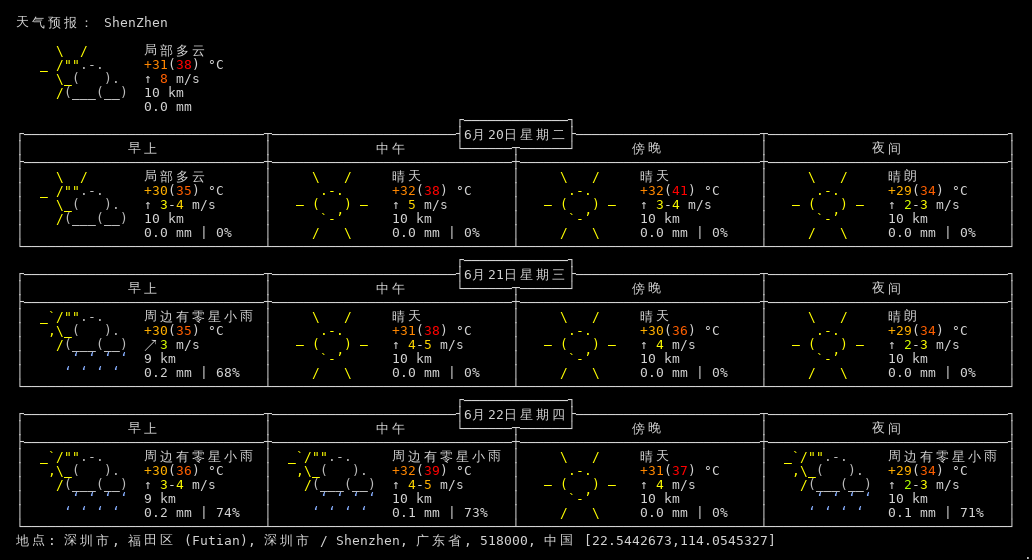 天气预报： ShenZhen
局部多云
+31(38) °C
↑ 8 m/s
10 km
0.0 mm
6月20日星期二
早上 中午 傍晚 夜间
局部多云 晴天 晴天 晴朗
+30(35) °C +32(38) °C +32(41) °C +29(34) °C
↑ 3-4 m/s ↑ 5 m/s ↑ 3-4 m/s ↑ 2-3 m/s
10 km 10 km 10 km 10 km
0.0 mm | 0% 0.0 mm | 0% 0.0 mm | 0% 0.0 mm | 0%
6月21日星期三
早上 中午 傍晚 夜间
周边有零星小雨 晴天 晴天 晴朗
+30(35) °C +31(38) °C +30(36) °C +29(34) °C
↗ 3 m/s ↑ 4-5 m/s ↑ 4 m/s ↑ 2-3 m/s
9 km 10 km 10 km 10 km
0.2 mm | 68% 0.0 mm | 0% 0.0 mm | 0% 0.0 mm | 0%
6月22日星期四
早上 中午 傍晚 夜间
周边有零星小雨 周边有零星小雨 晴天 周边有零星小雨
+30(36) °C +32(39) °C +31(37) °C +29(34) °C
↑ 3-4 m/s ↑ 4-5 m/s ↑ 4 m/s ↑ 2-3 m/s
9 km 10 km 10 km 10 km
0.2 mm | 74% 0.1 mm | 73% 0.0 mm | 0% 0.1 mm | 71%
地点: 深圳市, 福田区 (Futian), 深圳市 / Shenzhen, 广东省, 518000, 中国 [22.5442673,114.0545327]